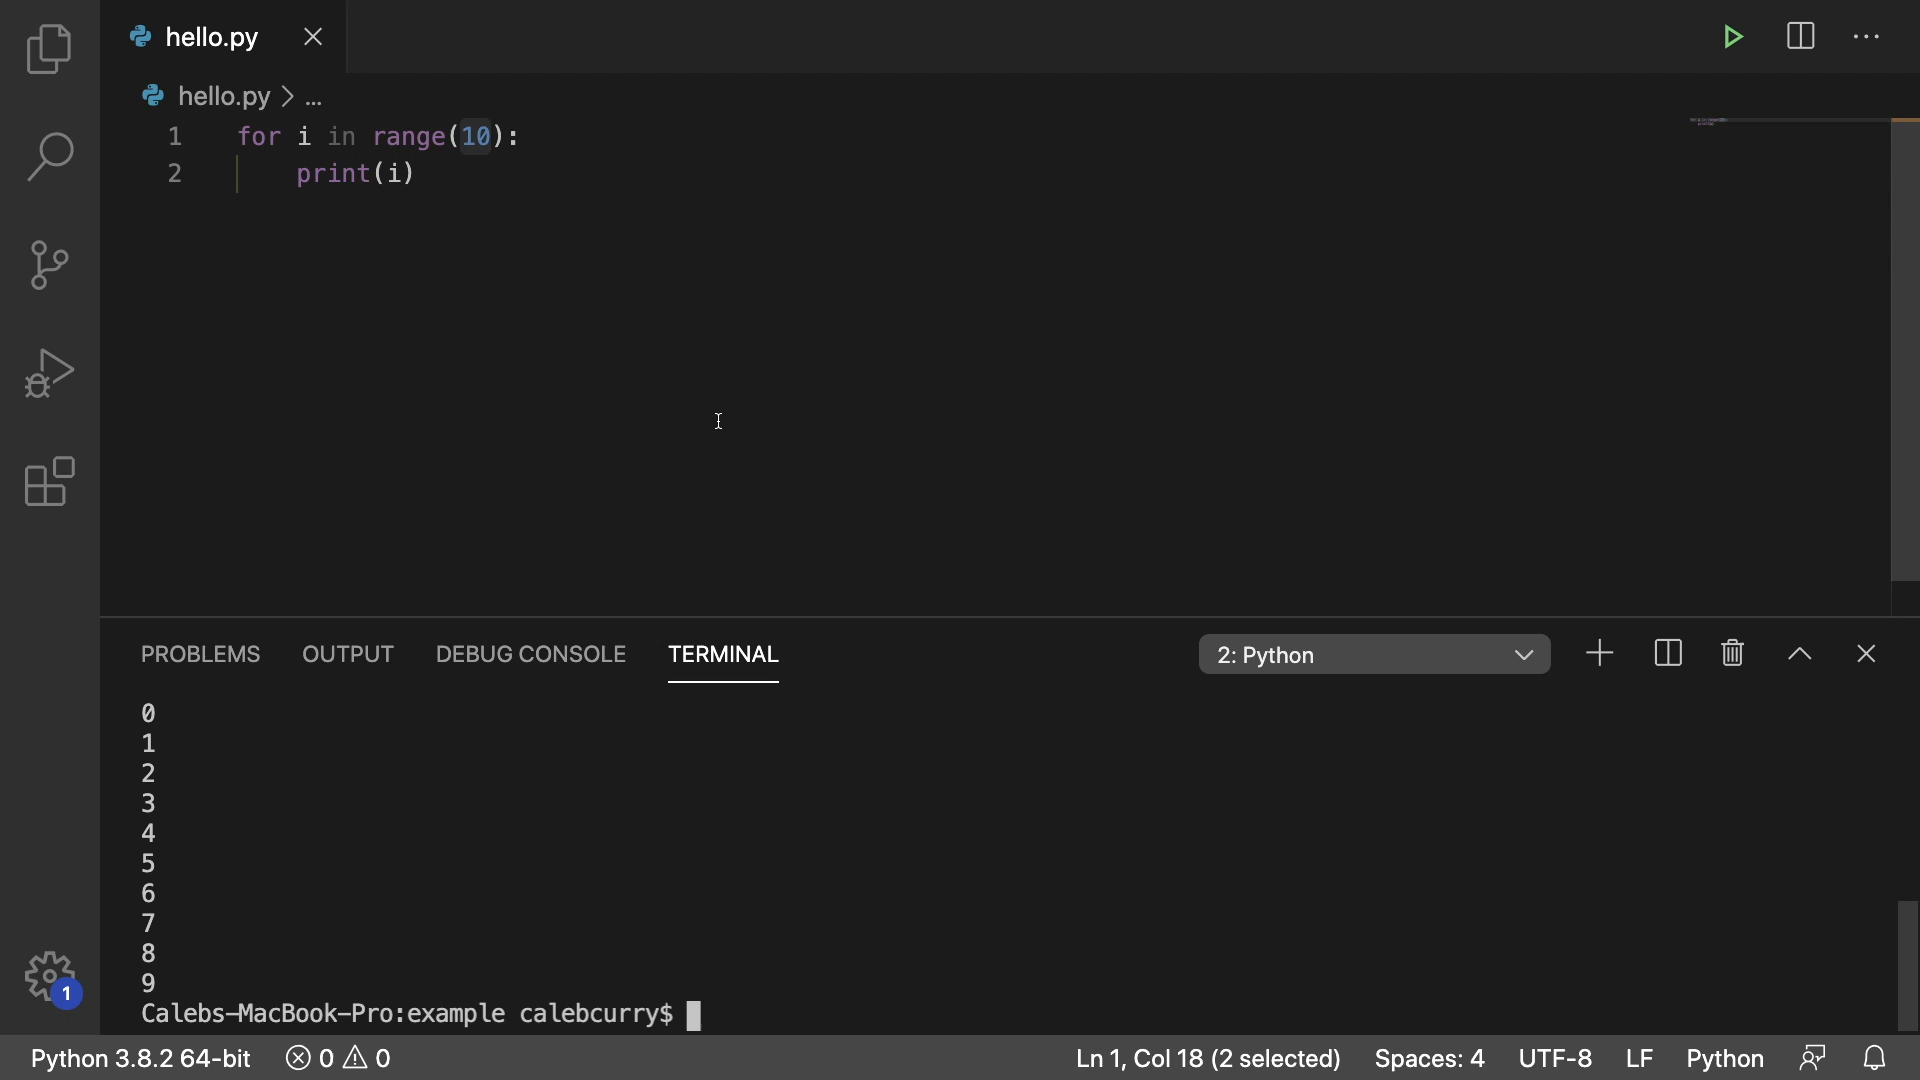 hello.py
hello.py > ...
1 for i in range(10):
2     print(i)
PROBLEMS OUTPUT DEBUG CONSOLE TERMINAL 2: Python
0
1
2
3
4
5
6
7
8
9
Calebs-MacBook-Pro:example calebcurry$
1
Python 3.8.2 64-bit 0 0 Ln 1, Col 18 (2 selected) Spaces: 4 UTF-8 LF Python